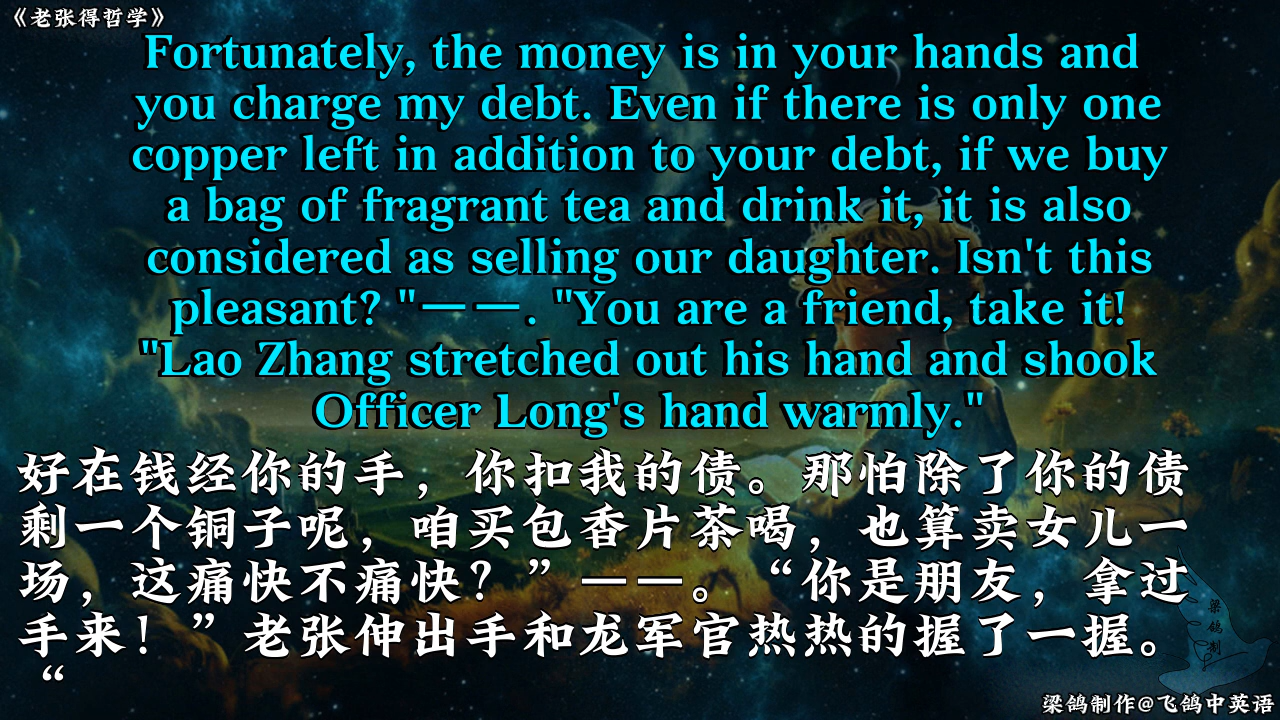 《老张得哲学》
Fortunately, the money is in your hands and
you charge my debt. Even if there is only one
copper left in addition to your debt, if we buy
a bag of fragrant tea and drink it, it is also
considered as selling our daughter. Isn't this
pleasant? "——. "You are a friend, take it!
"Lao Zhang stretched out his hand and shook
Officer Long's hand warmly."
好在钱经你的手，你扣我的债。那怕除了你的债
剩一个铜子呢，咱买包香片茶喝，也算卖女儿一
场，这痛快不痛快？”——。“你是朋友，拿过
手来！”老张伸出手和龙军官热热的握了一握。
“
梁鸽制
梁鸽制作@飞鸽中英语